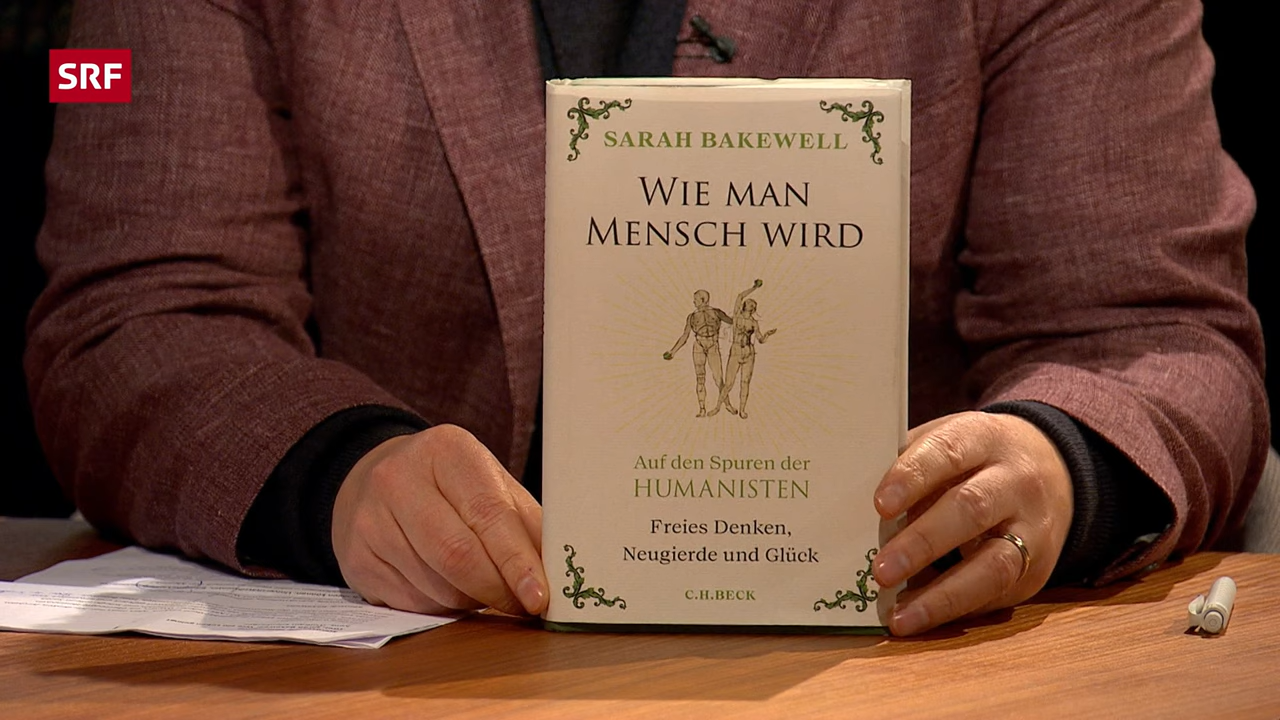 SRF
SARAH BAKEWELL
WIE MAN
MENSCH WIRD
Auf den Spuren der
HUMANISTEN
Freies Denken,
Neugierde und Glück
C.H.BECK